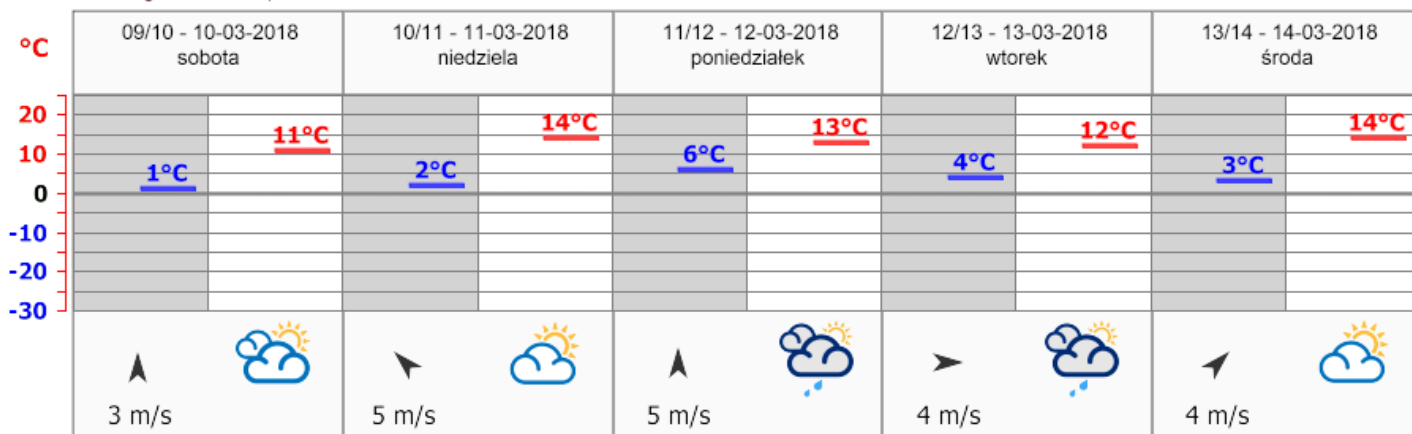 °C
09/10 - 10-03-2018
sobota
10/11 - 11-03-2018
niedziela
11/12 - 12-03-2018
poniedziałek
12/13 - 13-03-2018
wtorek
13/14 - 14-03-2018
środa
20
10
0
-10
-20
-30
1°C
11°C
2°C
14°C
6°C
13°C
4°C
12°C
3°C
14°C
3 m/s
5 m/s
5 m/s
4 m/s
4 m/s